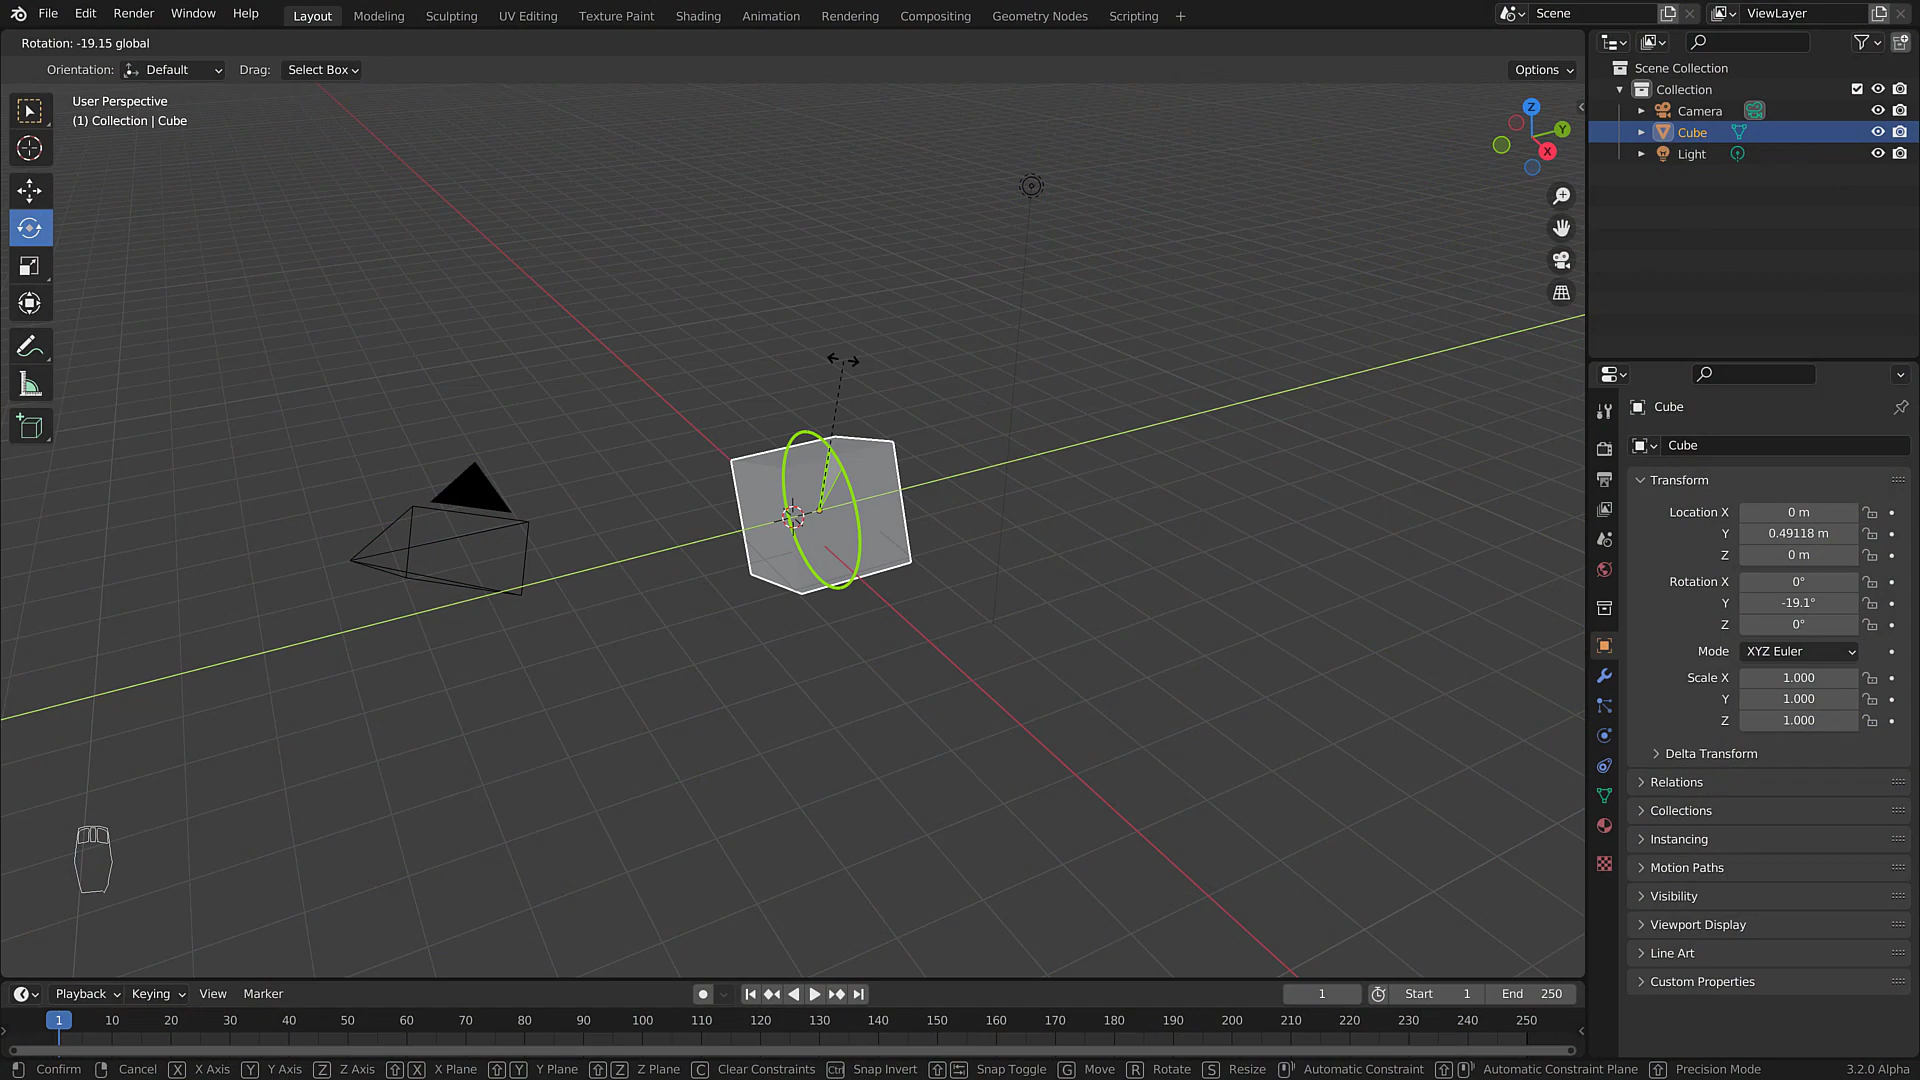 File Edit Render Window Help Layout Modeling Sculpting UV Editing Texture Paint Shading Animation Rendering Compositing Geometry Nodes Scripting + Scene ViewLayer
Rotation: -19.15 global
Orientation: Default Drag: Select Box Options
User Perspective
(1) Collection | Cube
Z
Y
X
Scene Collection
Collection
Camera
Cube
Light
Cube
Cube
Transform
Location X 0 m
Y 0.49118 m
Z 0 m
Rotation X 0°
Y -19.1°
Z 0°
Mode XYZ Euler
Scale X 1.000
Y 1.000
Z 1.000
Delta Transform
Relations
Collections
Instancing
Motion Paths
Visibility
Viewport Display
Line Art
Custom Properties
Playback Keying View Marker 1 Start 1 End 250
1 10 20 30 40 50 60 70 80 90 100 110 120 130 140 150 160 170 180 190 200 210 220 230 240 250
Confirm Cancel X X Axis Y Y Axis Z Z Axis X X Plane Y Y Plane Z Z Plane C Clear Constraints Ctrl Snap Invert Snap Toggle G Move R Rotate S Resize Automatic Constraint Automatic Constraint Plane Precision Mode 3.2.0 Alpha